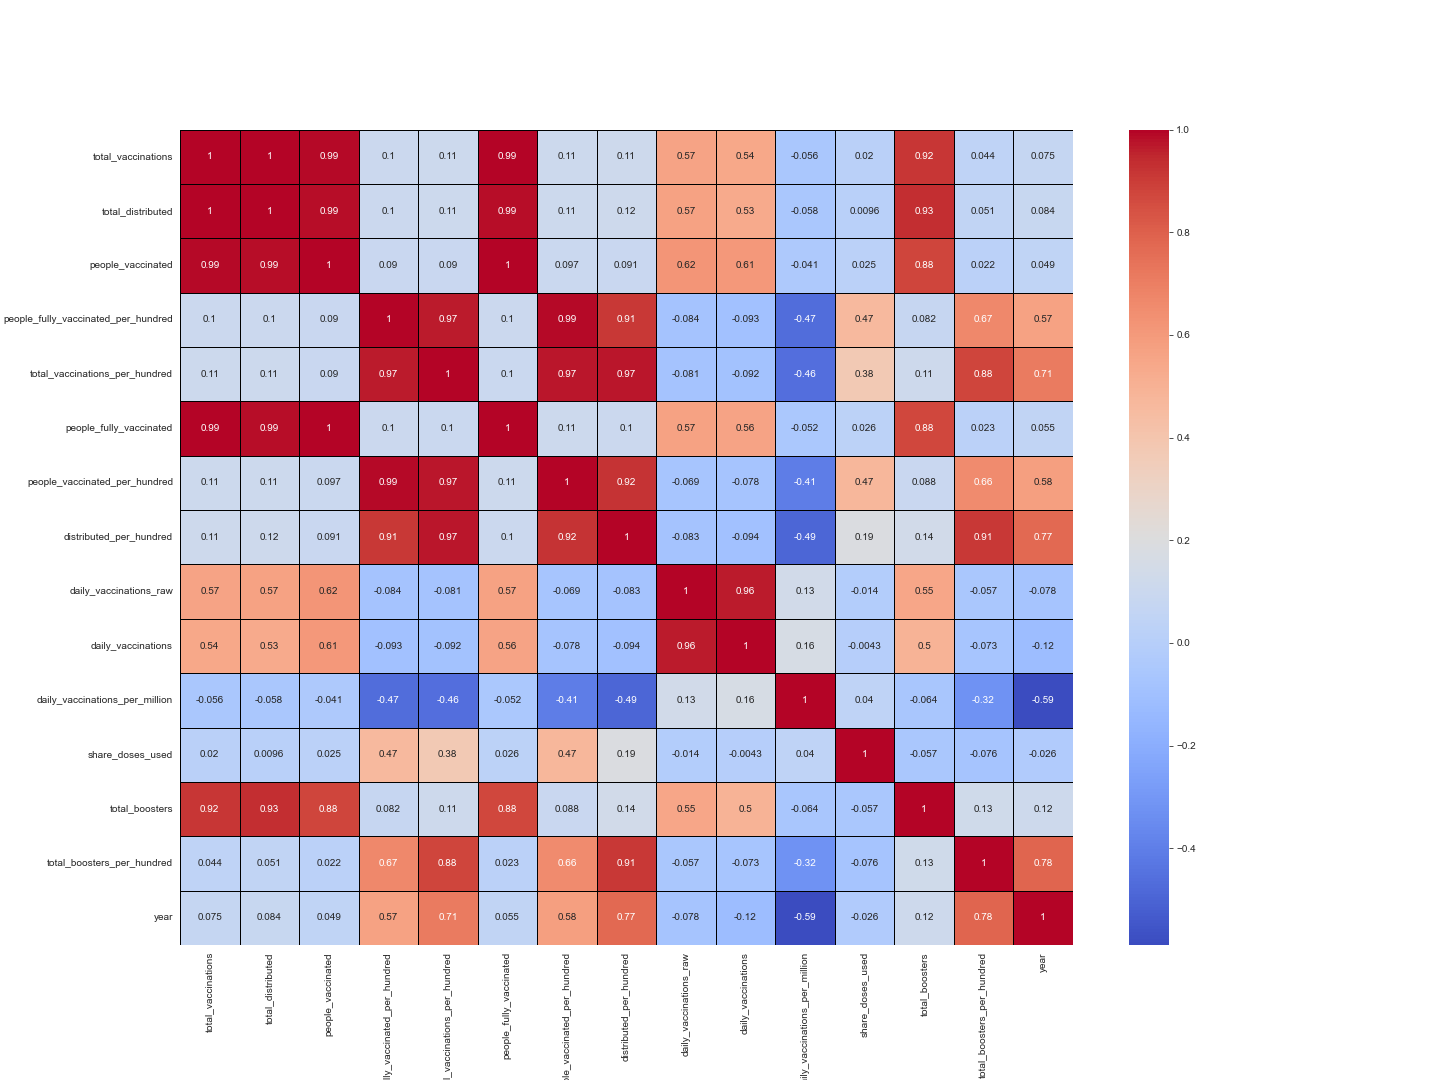 total_vaccinations 1 1 0.99 0.1 0.11 0.99 0.11 0.11 0.57 0.54 -0.056 0.02 0.92 0.044 0.075
total_distributed 1 1 0.99 0.1 0.11 0.99 0.11 0.12 0.57 0.53 -0.058 0.0096 0.93 0.051 0.084
people_vaccinated 0.99 0.99 1 0.09 0.09 1 0.097 0.091 0.62 0.61 -0.041 0.025 0.88 0.022 0.049
people_fully_vaccinated_per_hundred 0.1 0.1 0.09 1 0.97 0.1 0.99 0.91 -0.084 -0.093 -0.47 0.47 0.082 0.67 0.57
total_vaccinations_per_hundred 0.11 0.11 0.09 0.97 1 0.1 0.97 0.97 -0.081 -0.092 -0.46 0.38 0.11 0.88 0.71
people_fully_vaccinated 0.99 0.99 1 0.1 0.1 1 0.11 0.1 0.57 0.56 -0.052 0.026 0.88 0.023 0.055
people_vaccinated_per_hundred 0.11 0.11 0.097 0.99 0.97 0.11 1 0.92 -0.069 -0.078 -0.41 0.47 0.088 0.66 0.58
distributed_per_hundred 0.11 0.12 0.091 0.91 0.97 0.1 0.92 1 -0.083 -0.094 -0.49 0.19 0.14 0.91 0.77
daily_vaccinations_raw 0.57 0.57 0.62 -0.084 -0.081 0.57 -0.069 -0.083 1 0.96 0.13 -0.014 0.55 -0.057 -0.078
daily_vaccinations 0.54 0.53 0.61 -0.093 -0.092 0.56 -0.078 -0.094 0.96 1 0.16 -0.0043 0.5 -0.073 -0.12
daily_vaccinations_per_million -0.056 -0.058 -0.041 -0.47 -0.46 -0.052 -0.41 -0.49 0.13 0.16 1 0.04 -0.064 -0.32 -0.59
share_doses_used 0.02 0.0096 0.025 0.47 0.38 0.026 0.47 0.19 -0.014 -0.0043 0.04 1 -0.057 -0.076 -0.026
total_boosters 0.92 0.93 0.88 0.082 0.11 0.88 0.088 0.14 0.55 0.5 -0.064 -0.057 1 0.13 0.12
total_boosters_per_hundred 0.044 0.051 0.022 0.67 0.88 0.023 0.66 0.91 -0.057 -0.073 -0.32 -0.076 0.13 1 0.78
year 0.075 0.084 0.049 0.57 0.71 0.055 0.58 0.77 -0.078 -0.12 -0.59 -0.026 0.12 0.78 1
total_vaccinations
total_distributed
people_vaccinated
lly_vaccinated_per_hundred
l_vaccinations_per_hundred
people_fully_vaccinated
ple_vaccinated_per_hundred
distributed_per_hundred
daily_vaccinations_raw
daily_vaccinations
ily_vaccinations_per_million
share_doses_used
total_boosters
total_boosters_per_hundred
year
1.0
0.8
0.6
0.4
0.2
0.0
−0.2
−0.4